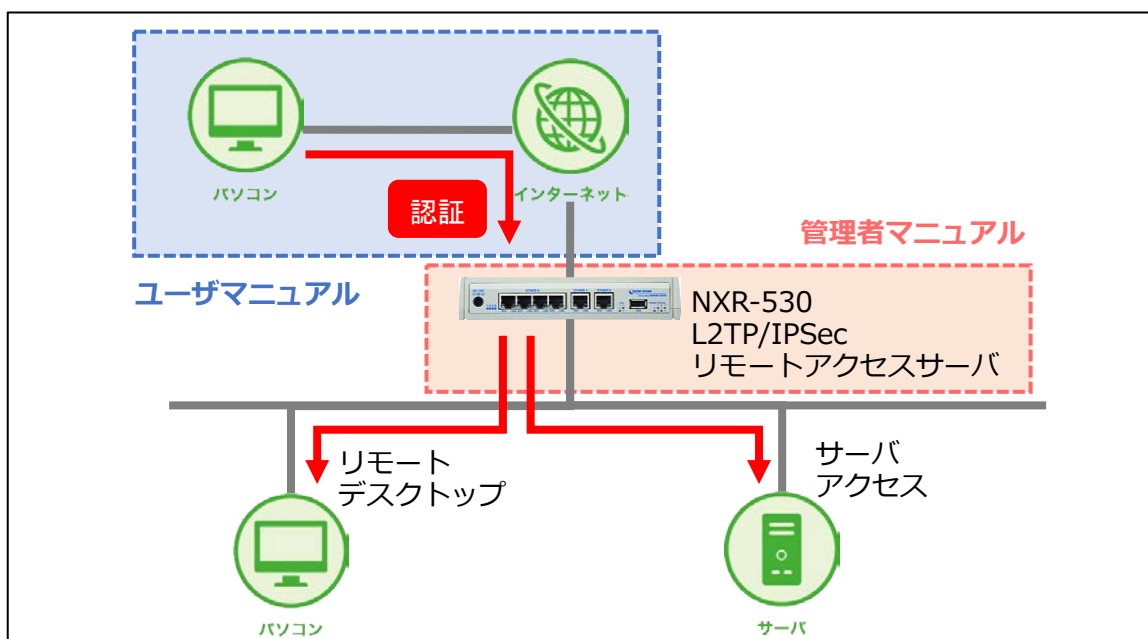 パソコン
インターネット
認証
管理者マニュアル
ユーザマニュアル
NXR-530
L2TP/IPSec
リモートアクセスサーバ
リモート
デスクトップ
サーバ
アクセス
パソコン
サーバ